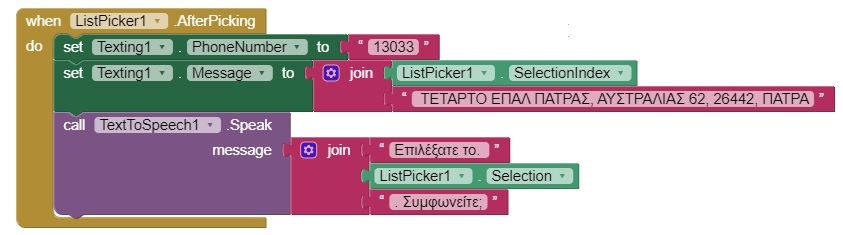 when ListPicker1 .AfterPicking
do set Texting1 . PhoneNumber to " 13033 "
set Texting1 . Message to join ListPicker1 . SelectionIndex
" ΤΕΤΑΡΤΟ ΕΠΑΛ ΠΑΤΡΑΣ, ΑΥΣΤΡΑΛΙΑΣ 62, 26442, ΠΑΤΡΑ "
call TextToSpeech1 .Speak
message join " Επιλέξατε το. "
ListPicker1 . Selection
" . Συμφωνείτε; "